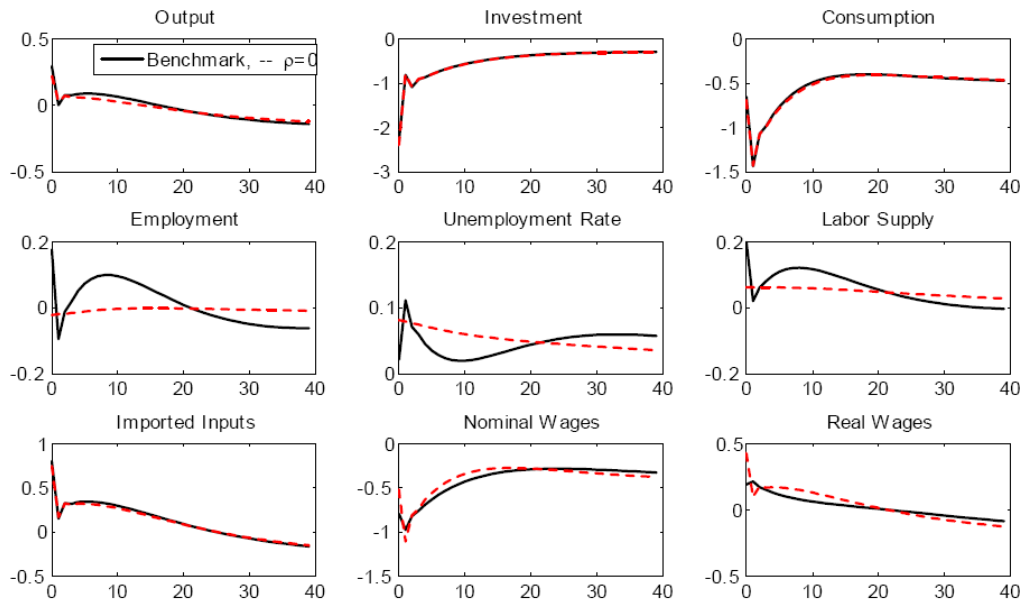 Output Investment Consumption
0.5 0 -0.5
0 -0
Benchmark, -- ρ=0
0 -1 -0.5
-2 -1
-0.5 -3 -1.5
0 10 20 30 40 0 10 20 30 40 0 10 20 30 40
Employment Unemployment Rate Labor Supply
0.2 0.2 0.2
0 0.1 0
-0.2 0 -0.2
0 10 20 30 40 0 10 20 30 40 0 10 20 30 40
Imported Inputs Nominal Wages Real Wages
1 0 0.5
0.5 -0.5
0 -1 0
-0.5 -1.5 -0.5
0 10 20 30 40 0 10 20 30 40 0 10 20 30 40